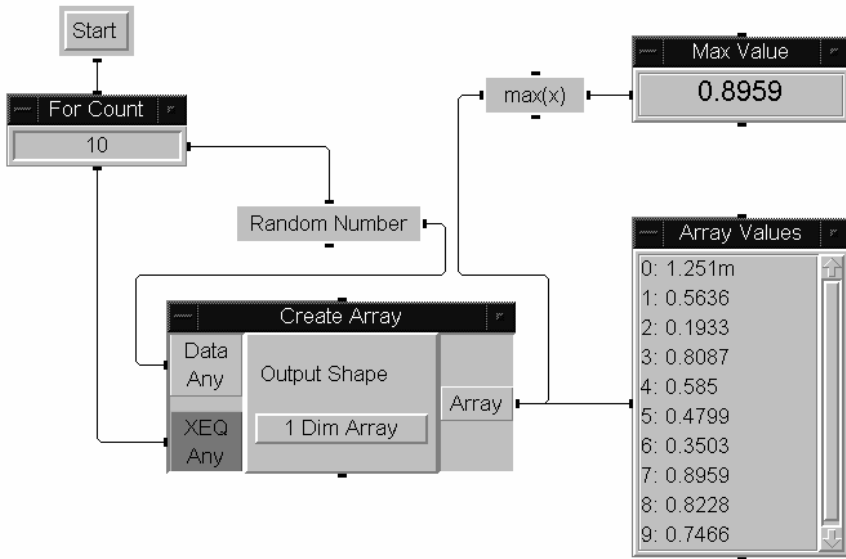 Start
For Count
10
Random Number
max(x)
Max Value
0.8959
Create Array
Data
Any
Output Shape
1 Dim Array
XEQ
Any
Array
Array Values
0: 1.251m
1: 0.5636
2: 0.1933
3: 0.8087
4: 0.585
5: 0.4799
6: 0.3503
7: 0.8959
8: 0.8228
9: 0.7466